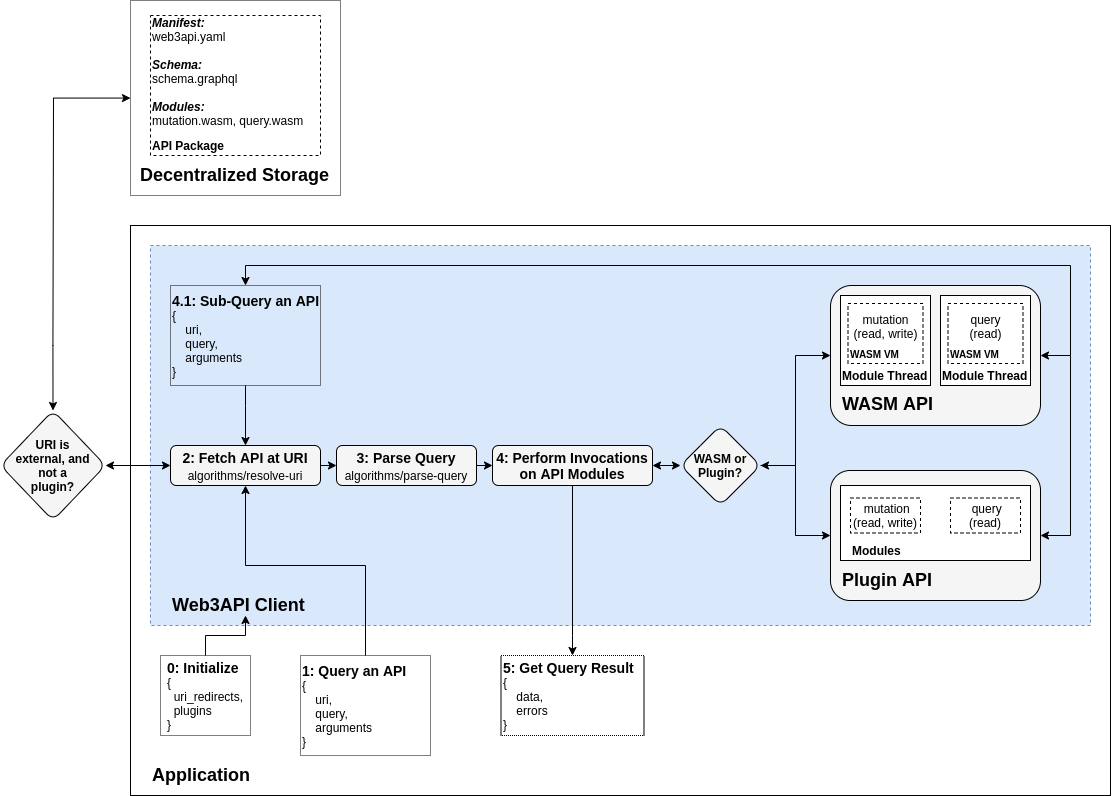 Manifest:
web3api.yaml
Schema:
schema.graphql
Modules:
mutation.wasm, query.wasm
API Package
Decentralized Storage
4.1: Sub-Query an API
{
uri,
query,
arguments
}
mutation
(read, write)
WASM VM
Module Thread
query
(read)
WASM VM
Module Thread
WASM API
URI is
external, and
not a
plugin?
2: Fetch API at URI
algorithms/resolve-uri
3: Parse Query
algorithms/parse-query
4: Perform Invocations
on API Modules
WASM or
Plugin?
mutation
(read, write)
query
(read)
Modules
Plugin API
Web3API Client
0: Initialize
{
uri_redirects,
plugins
}
1: Query an API
{
uri,
query,
arguments
}
5: Get Query Result
{
data,
errors
}
Application